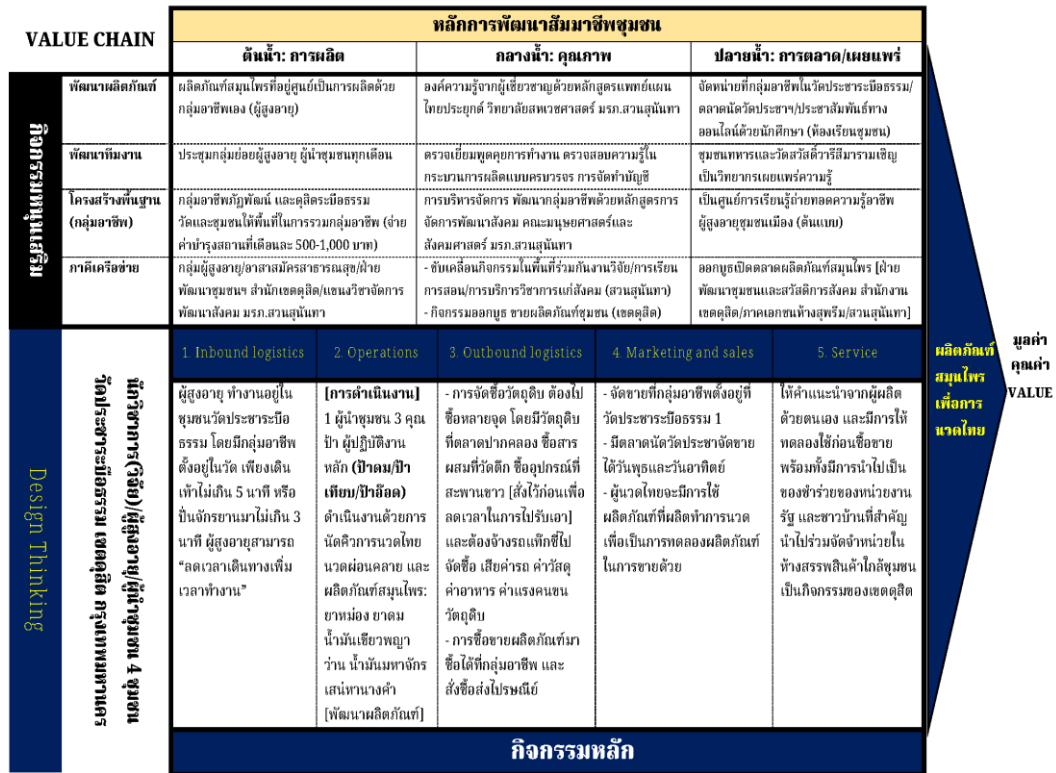 VALUE CHAIN
หลักการพัฒนาสัมมาชีพชุมชน
ต้นน้ำ: การผลิต
กลางน้ำ: คุณภาพ
ปลายน้ำ: การตลาด/เผยแพร่
กิจกรรมหนุนเสริม
พัฒนาผลิตภัณฑ์
ผลิตภัณฑ์สมุนไพรที่อยู่ศูนย์เป็นการผลิตด้วย
กลุ่มอาชีพเอง (ผู้สูงอายุ)
องค์ความรู้จากผู้เชี่ยวชาญด้วยหลักสูตรแพทย์แผน
ไทยประยุกต์ วิทยาลัยสหเวชศาสตร์ มรภ.สวนสุนันทา
จัดหน่ายที่กลุ่มอาชีพในวัดประชาระบือธรรม/
ตลาดนัดวัดประชาฯ/ประชาสัมพันธ์ทาง
ออนไลน์ด้วยนักศึกษา (ห้องเรียนชุมชน)
พัฒนาทีมงาน
ประชุมกลุ่มย่อยผู้สูงอายุ ผู้นำชุมชนทุกเดือน
ตรวจเยี่ยมพูดคุยการทำงาน ตรวจสอบความรู้ใน
กระบวนการผลิตแบบครบวรจร การจัดทำบัญชี
ชุมชนทหารและวัดสวัสดิ์วารีสีมารามเชิญ
เป็นวิทยากรเผยแพร่ความรู้
โครงสร้างพื้นฐาน
(กลุ่มอาชีพ)
กลุ่มอาชีพภัฏพัฒน์ และดุสิตระบือธรรม
วัดและชุมชนให้พื้นที่ในการรวมกลุ่มอาชีพ (จ่าย
ค่าบำรุงสถานที่เดือนละ 500-1,000 บาท)
การบริหารจัดการ พัฒนากลุ่มอาชีพด้วยหลักสูตรการ
จัดการพัฒนาสังคม คณะมนุษยศาสตร์และ
สังคมศาสตร์ มรภ.สวนสุนันทา
เป็นศูนย์การเรียนรู้ถ่ายทอดความรู้อาชีพ
ผู้สูงอายุชุมชนเมือง (ต้นแบบ)
ภาคีเครือข่าย
กลุ่มผู้สูงอายุ/อาสาสมัครสาธารณสุข/ฝ่าย
พัฒนาชุมชนฯ สำนักเขตดุสิต/แขนงวิชาจัดการ
พัฒนาสังคม มรภ.สวนสุนันทา
- ขับเคลื่อนกิจกรรมในพื้นที่ร่วมกับงานวิจัย/การเรียน
การสอน/การบริการวิชาการแก่สังคม (สวนสุนันทา)
- กิจกรรมออกบูธ ขายผลิตภัณฑ์ชุมชน (เขตดุสิต)
ออกบูธเปิดตลาดผลิตภัณฑ์สมุนไพร [ฝ่าย
พัฒนาชุมชนและสวัสดิการสังคม สำนักงาน
เขตดุสิต/ภาคเอกชนห้างสุพรีม/สวนสุนันทา]
Design Thinking
นักวิชาการ(วิจัย)/ผู้สูงอายุ/ผู้นำชุมชน 4 ชุมชน
วัดประชาระบือธรรม เขตดุสิต กรุงเทพมหานคร
1. Inbound logistics
2. Operations
3. Outbound logistics
4. Marketing and sales
5. Service
ผู้สูงอายุ ทำงานอยู่ใน
ชุมชนวัดประชาระบือ
ธรรม โดยมีกลุ่มอาชีพ
ตั้งอยู่ในวัด เพียงเดิน
เท้าไม่เกิน 5 นาที หรือ
ปั่นจักรยานมาไม่เกิน 3
นาที ผู้สูงอายุสามารถ
“ลดเวลาเดินทางเพิ่ม
เวลาทำงาน”
[การดำเนินงาน]
1 ผู้นำชุมชน 3 คุณ
ป้า ผู้ปฏิบัติงาน
หลัก (ป้าดม/ป้า
เทียบ/ป้าอ๊อด)
ดำเนินงานด้วยการ
นัดคิวการนวดไทย
นวดผ่อนคลาย และ
ผลิตภัณฑ์สมุนไพร:
ยาหม่อง ยาดม
น้ำมันเขียวพญา
ว่าน น้ำมันมหาจักร
เสน่หานางคำ
[พัฒนาผลิตภัณฑ์]
- การจัดซื้อวัตถุดิบ ต้องไป
ซื้อหลายจุด โดยมีวัตถุดิบ
ที่ตลาดปากคลอง ซื้อสาร
ผสมที่วัดตึก ซื้ออุปกรณ์ที่
สะพานขาว [สั่งไว้ก่อนเพื่อ
ลดเวลาในการไปรับเอา]
และต้องจ้างรถแท็กซี่ไป
จัดซื้อ เสียค่ารถ ค่าวัสดุ
ค่าอาหาร ค่าแรงคนขน
วัตถุดิบ
- การซื้อขายผลิตภัณฑ์มา
ซื้อได้ที่กลุ่มอาชีพ และ
สั่งซื้อส่งไปรษณีย์
- จัดขายที่กลุ่มอาชีพตั้งอยู่ที่
วัดประชาระบือธรรม 1
- มีตลาดนัดวัดประชาจัดขาย
ได้วันพุธและวันอาทิตย์
- ผู้นวดไทยจะมีการใช้
ผลิตภัณฑ์ที่ผลิตทำการนวด
เพื่อเป็นการทดลองผลิตภัณฑ์
ในการขายด้วย
ให้คำแนะนำจากผู้ผลิต
ด้วยตนเอง และมีการให้
ทดลองใช้ก่อนซื้อขาย
พร้อมทั้งมีการนำไปเป็น
ของชำร่วยของหน่วยงาน
รัฐ และชาวบ้านที่สำคัญ
นำไปร่วมจัดจำหน่วยใน
ห้างสรรพสินค้าใกล้ชุมชน
เป็นกิจกรรมของเขตดุสิต
กิจกรรมหลัก
ผลิตภัณฑ์
สมุนไพร
เพื่อการ
นวดไทย
มูลค่า
คุณค่า
VALUE